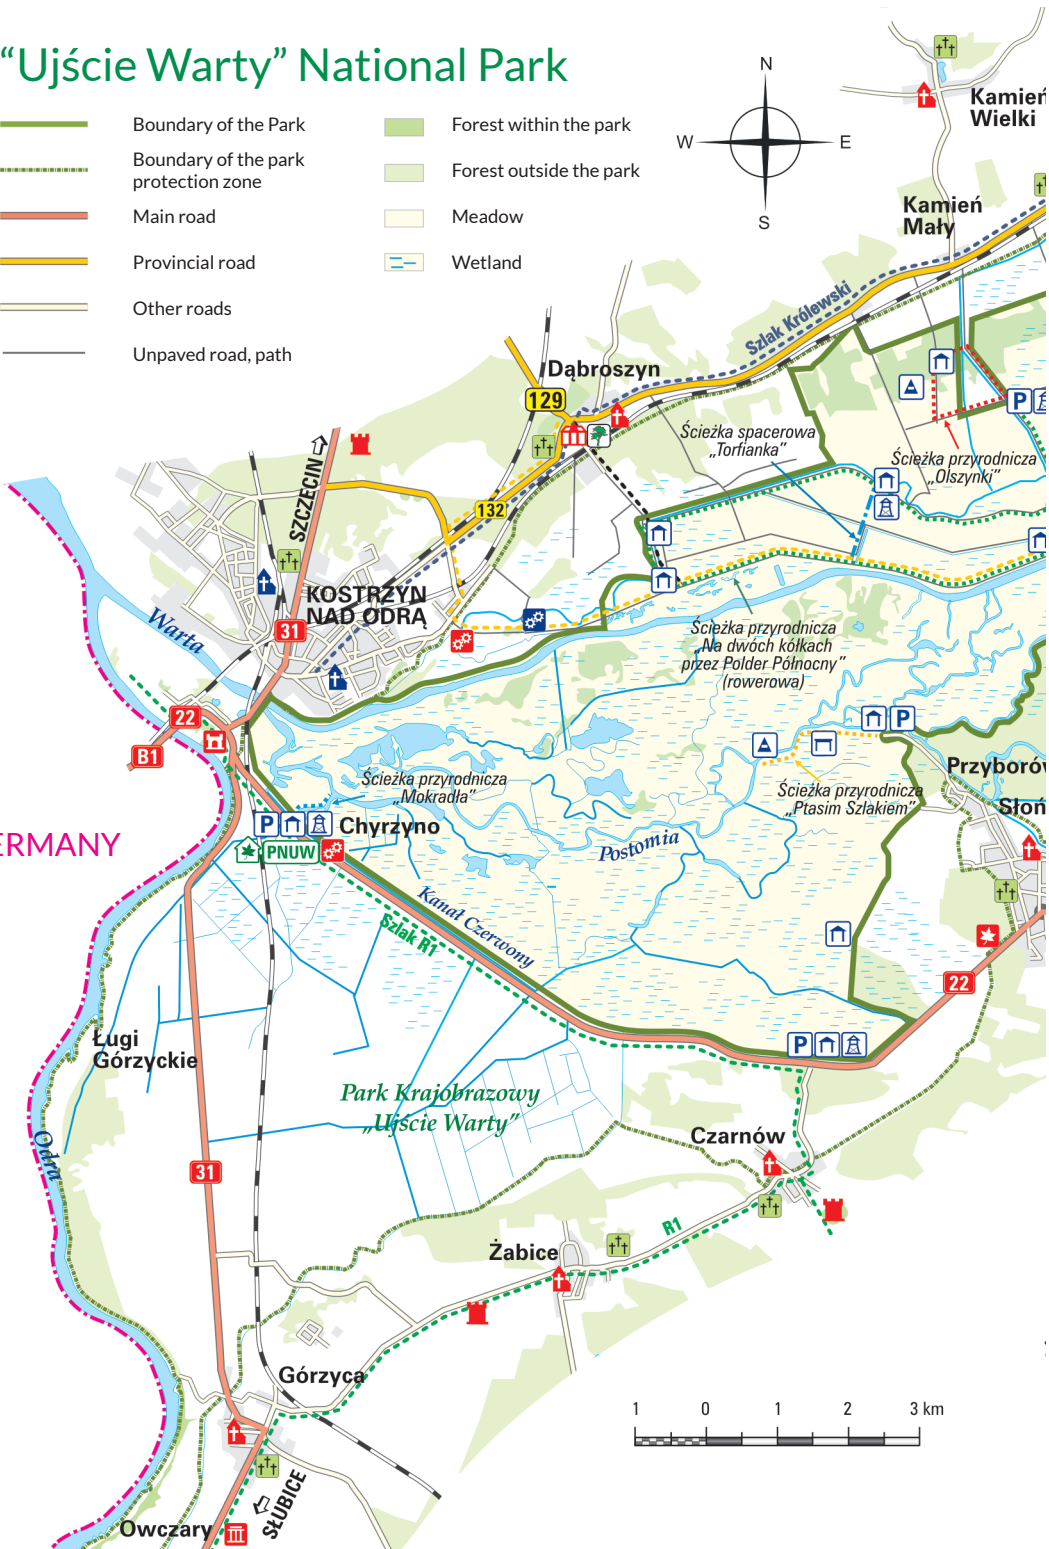 “Ujście Warty” National Park
Boundary of the Park
Boundary of the park
protection zone
Main road
Provincial road
Other roads
Unpaved road, path
Forest within the park
Forest outside the park
Meadow
Wetland
N
W
E
S
Kamień
Wielki
Kamień
Mały
Szlak Królewski
Dąbroszyn
129
Ścieżka spacerowa
„Torfianka”
Ścieżka przyrodnicza
„Olszynki”
P
SZCZECIN
132
KOSTRZYN
NAD ODRĄ
31
Warta
Ścieżka przyrodnicza
„Na dwóch kółkach
przez Polder Północny”
(rowerowa)
22
B1
P
Przyborów
Słoń
Ścieżka przyrodnicza
„Mokradła”
Ścieżka przyrodnicza
„Ptasim Szlakiem”
P
Chyrzyno
ERMANY
PNUW
Postomia
Kanał Czerwony
Szlak R1
22
Ługi
Górzyckie
P
Park Krajobrazowy
„Ujście Warty”
Czarnów
Odra
31
R1
Żabice
Górzyca
1 0 1 2 3 km
SŁUBICE
Owczary